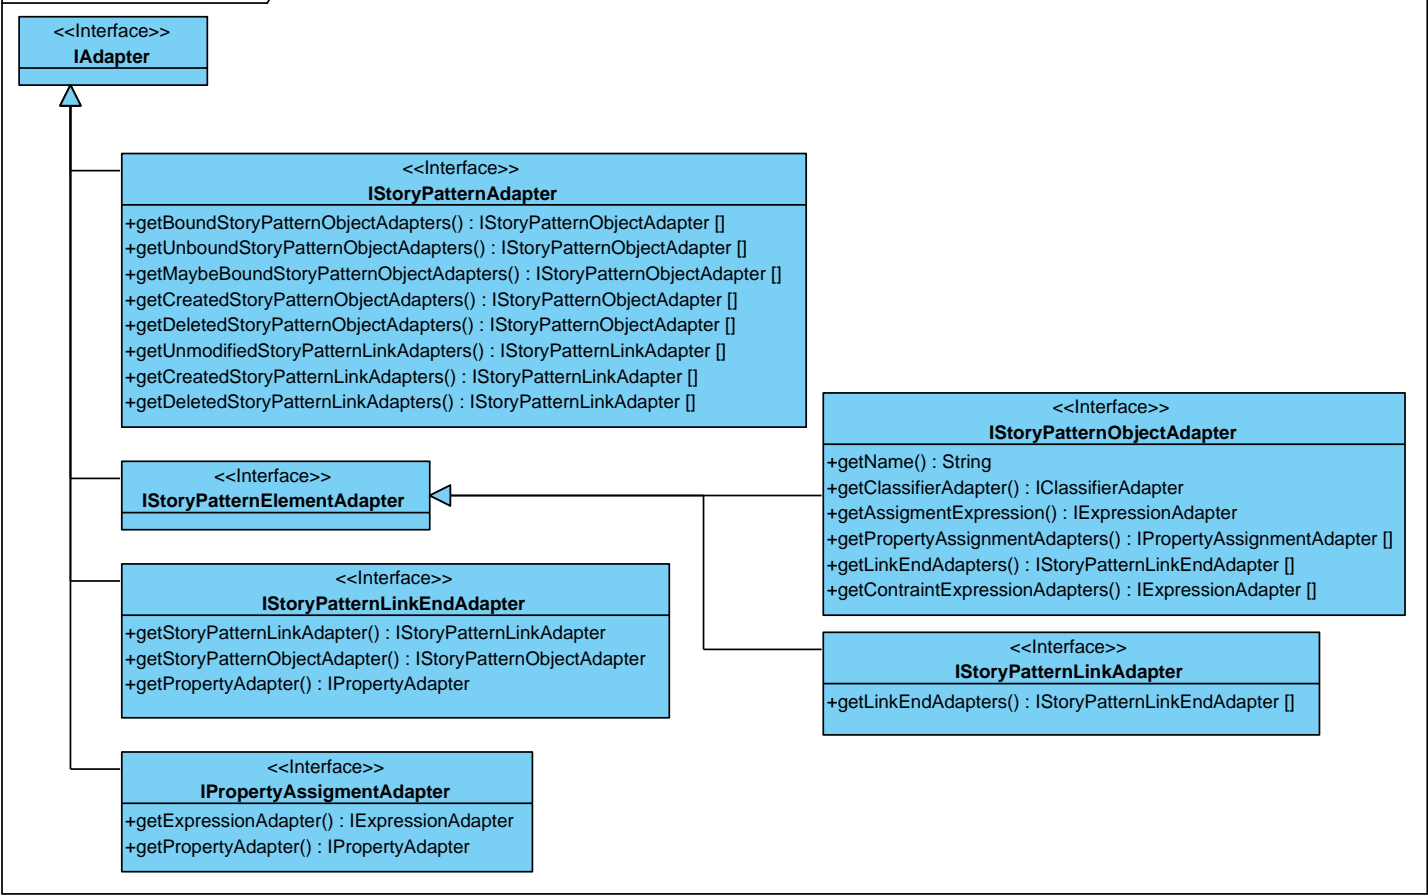 <<Interface>>
IAdapter
<<Interface>>
IStoryPatternAdapter
+getBoundStoryPatternObjectAdapters() : IStoryPatternObjectAdapter []
+getUnboundStoryPatternObjectAdapters() : IStoryPatternObjectAdapter []
+getMaybeBoundStoryPatternObjectAdapters() : IStoryPatternObjectAdapter []
+getCreatedStoryPatternObjectAdapters() : IStoryPatternObjectAdapter []
+getDeletedStoryPatternObjectAdapters() : IStoryPatternObjectAdapter []
+getUnmodifiedStoryPatternLinkAdapters() : IStoryPatternLinkAdapter []
+getCreatedStoryPatternLinkAdapters() : IStoryPatternLinkAdapter []
+getDeletedStoryPatternLinkAdapters() : IStoryPatternLinkAdapter []
<<Interface>>
IStoryPatternElementAdapter
<<Interface>>
IStoryPatternObjectAdapter
+getName() : String
+getClassifierAdapter() : IClassifierAdapter
+getAssigmentExpression() : IExpressionAdapter
+getPropertyAssignmentAdapters() : IPropertyAssignmentAdapter []
+getLinkEndAdapters() : IStoryPatternLinkEndAdapter []
+getContraintExpressionAdapters() : IExpressionAdapter []
<<Interface>>
IStoryPatternLinkEndAdapter
+getStoryPatternLinkAdapter() : IStoryPatternLinkAdapter
+getStoryPatternObjectAdapter() : IStoryPatternObjectAdapter
+getPropertyAdapter() : IPropertyAdapter
<<Interface>>
IStoryPatternLinkAdapter
+getLinkEndAdapters() : IStoryPatternLinkEndAdapter []
<<Interface>>
IPropertyAssigmentAdapter
+getExpressionAdapter() : IExpressionAdapter
+getPropertyAdapter() : IPropertyAdapter